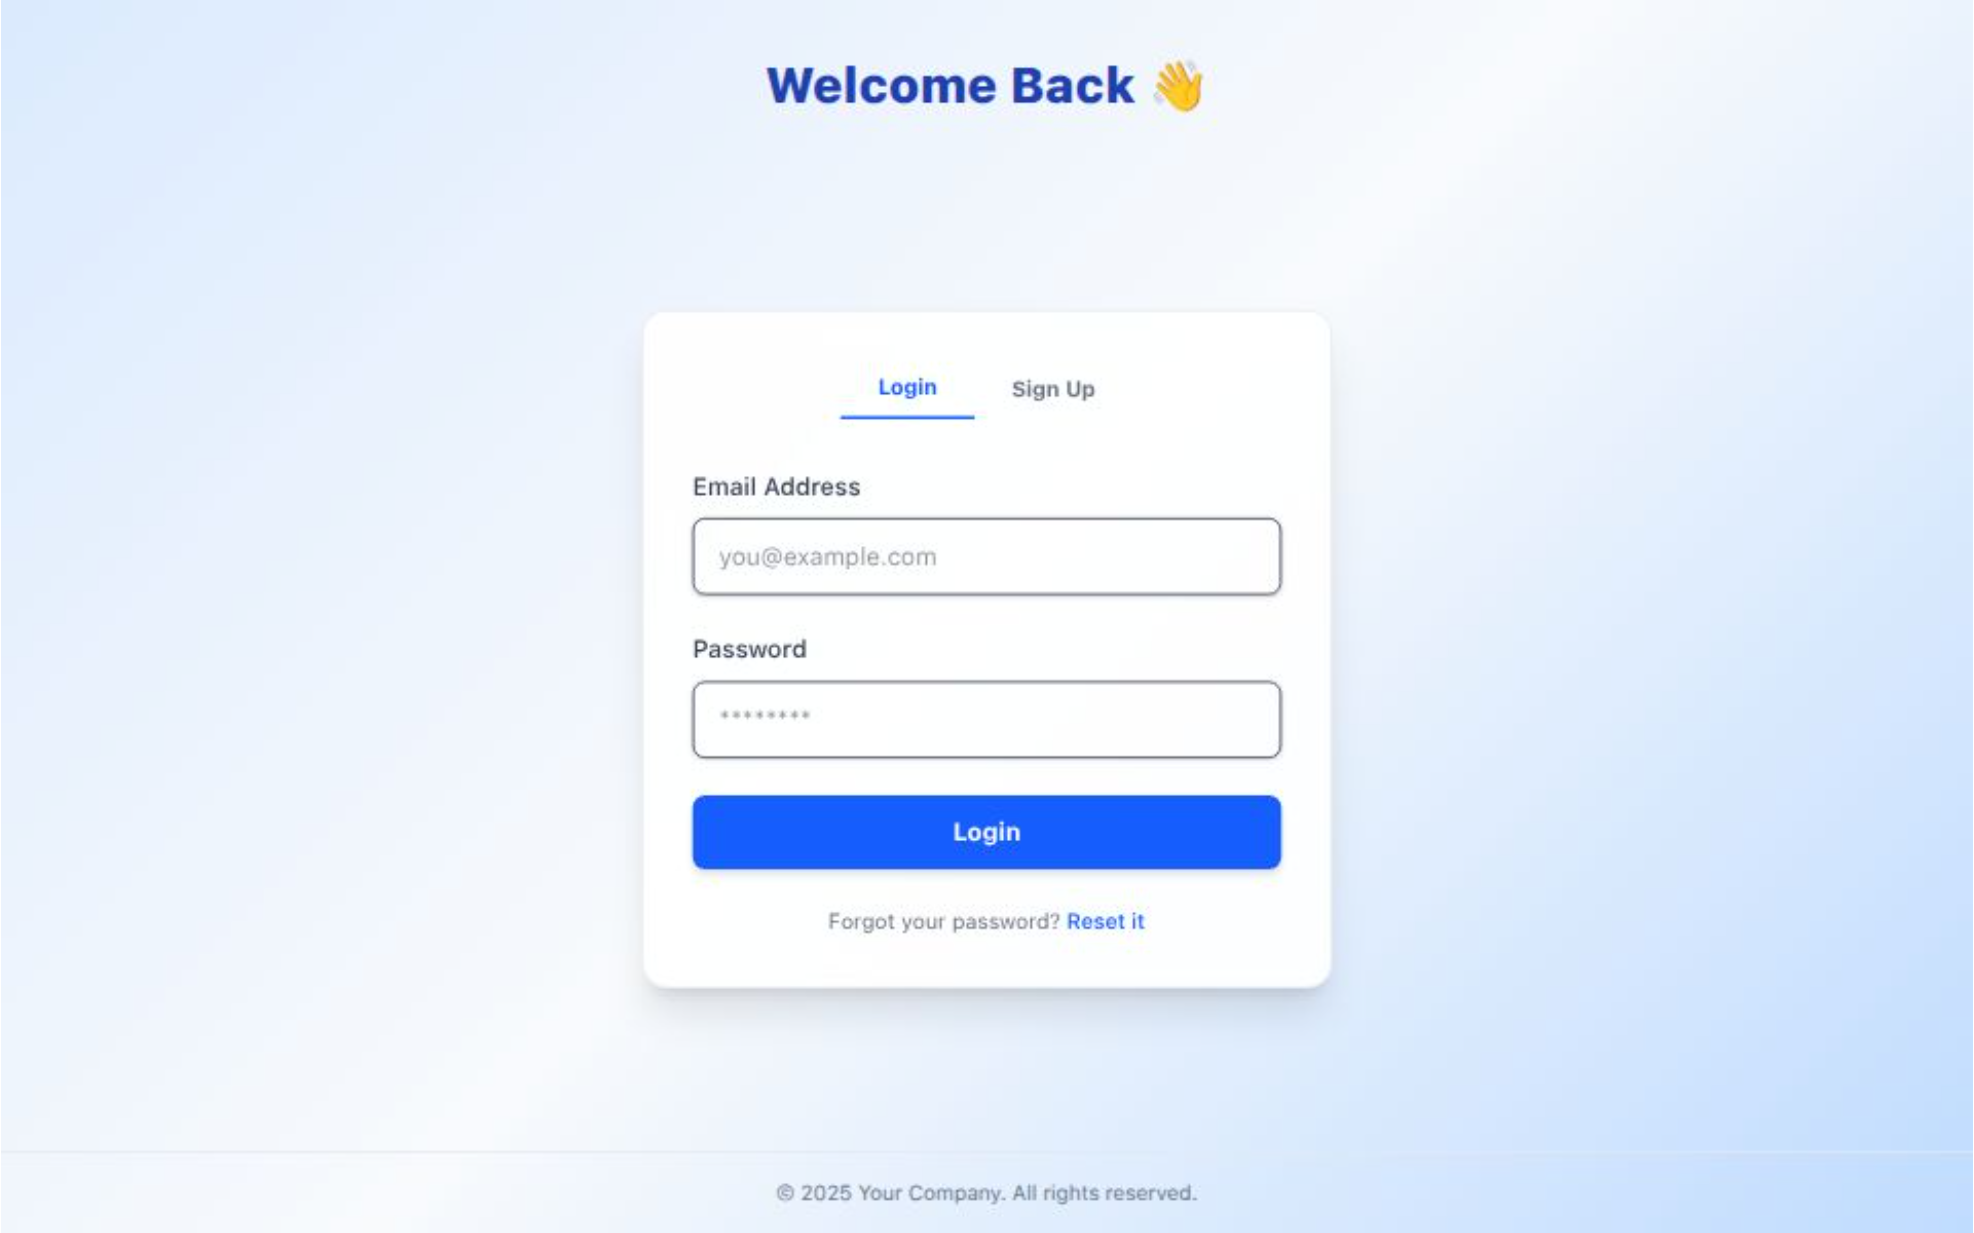 Welcome Back 👋
Login Sign Up
Email Address
you@example.com
Password
********
Login
Forgot your password? Reset it
© 2025 Your Company. All rights reserved.